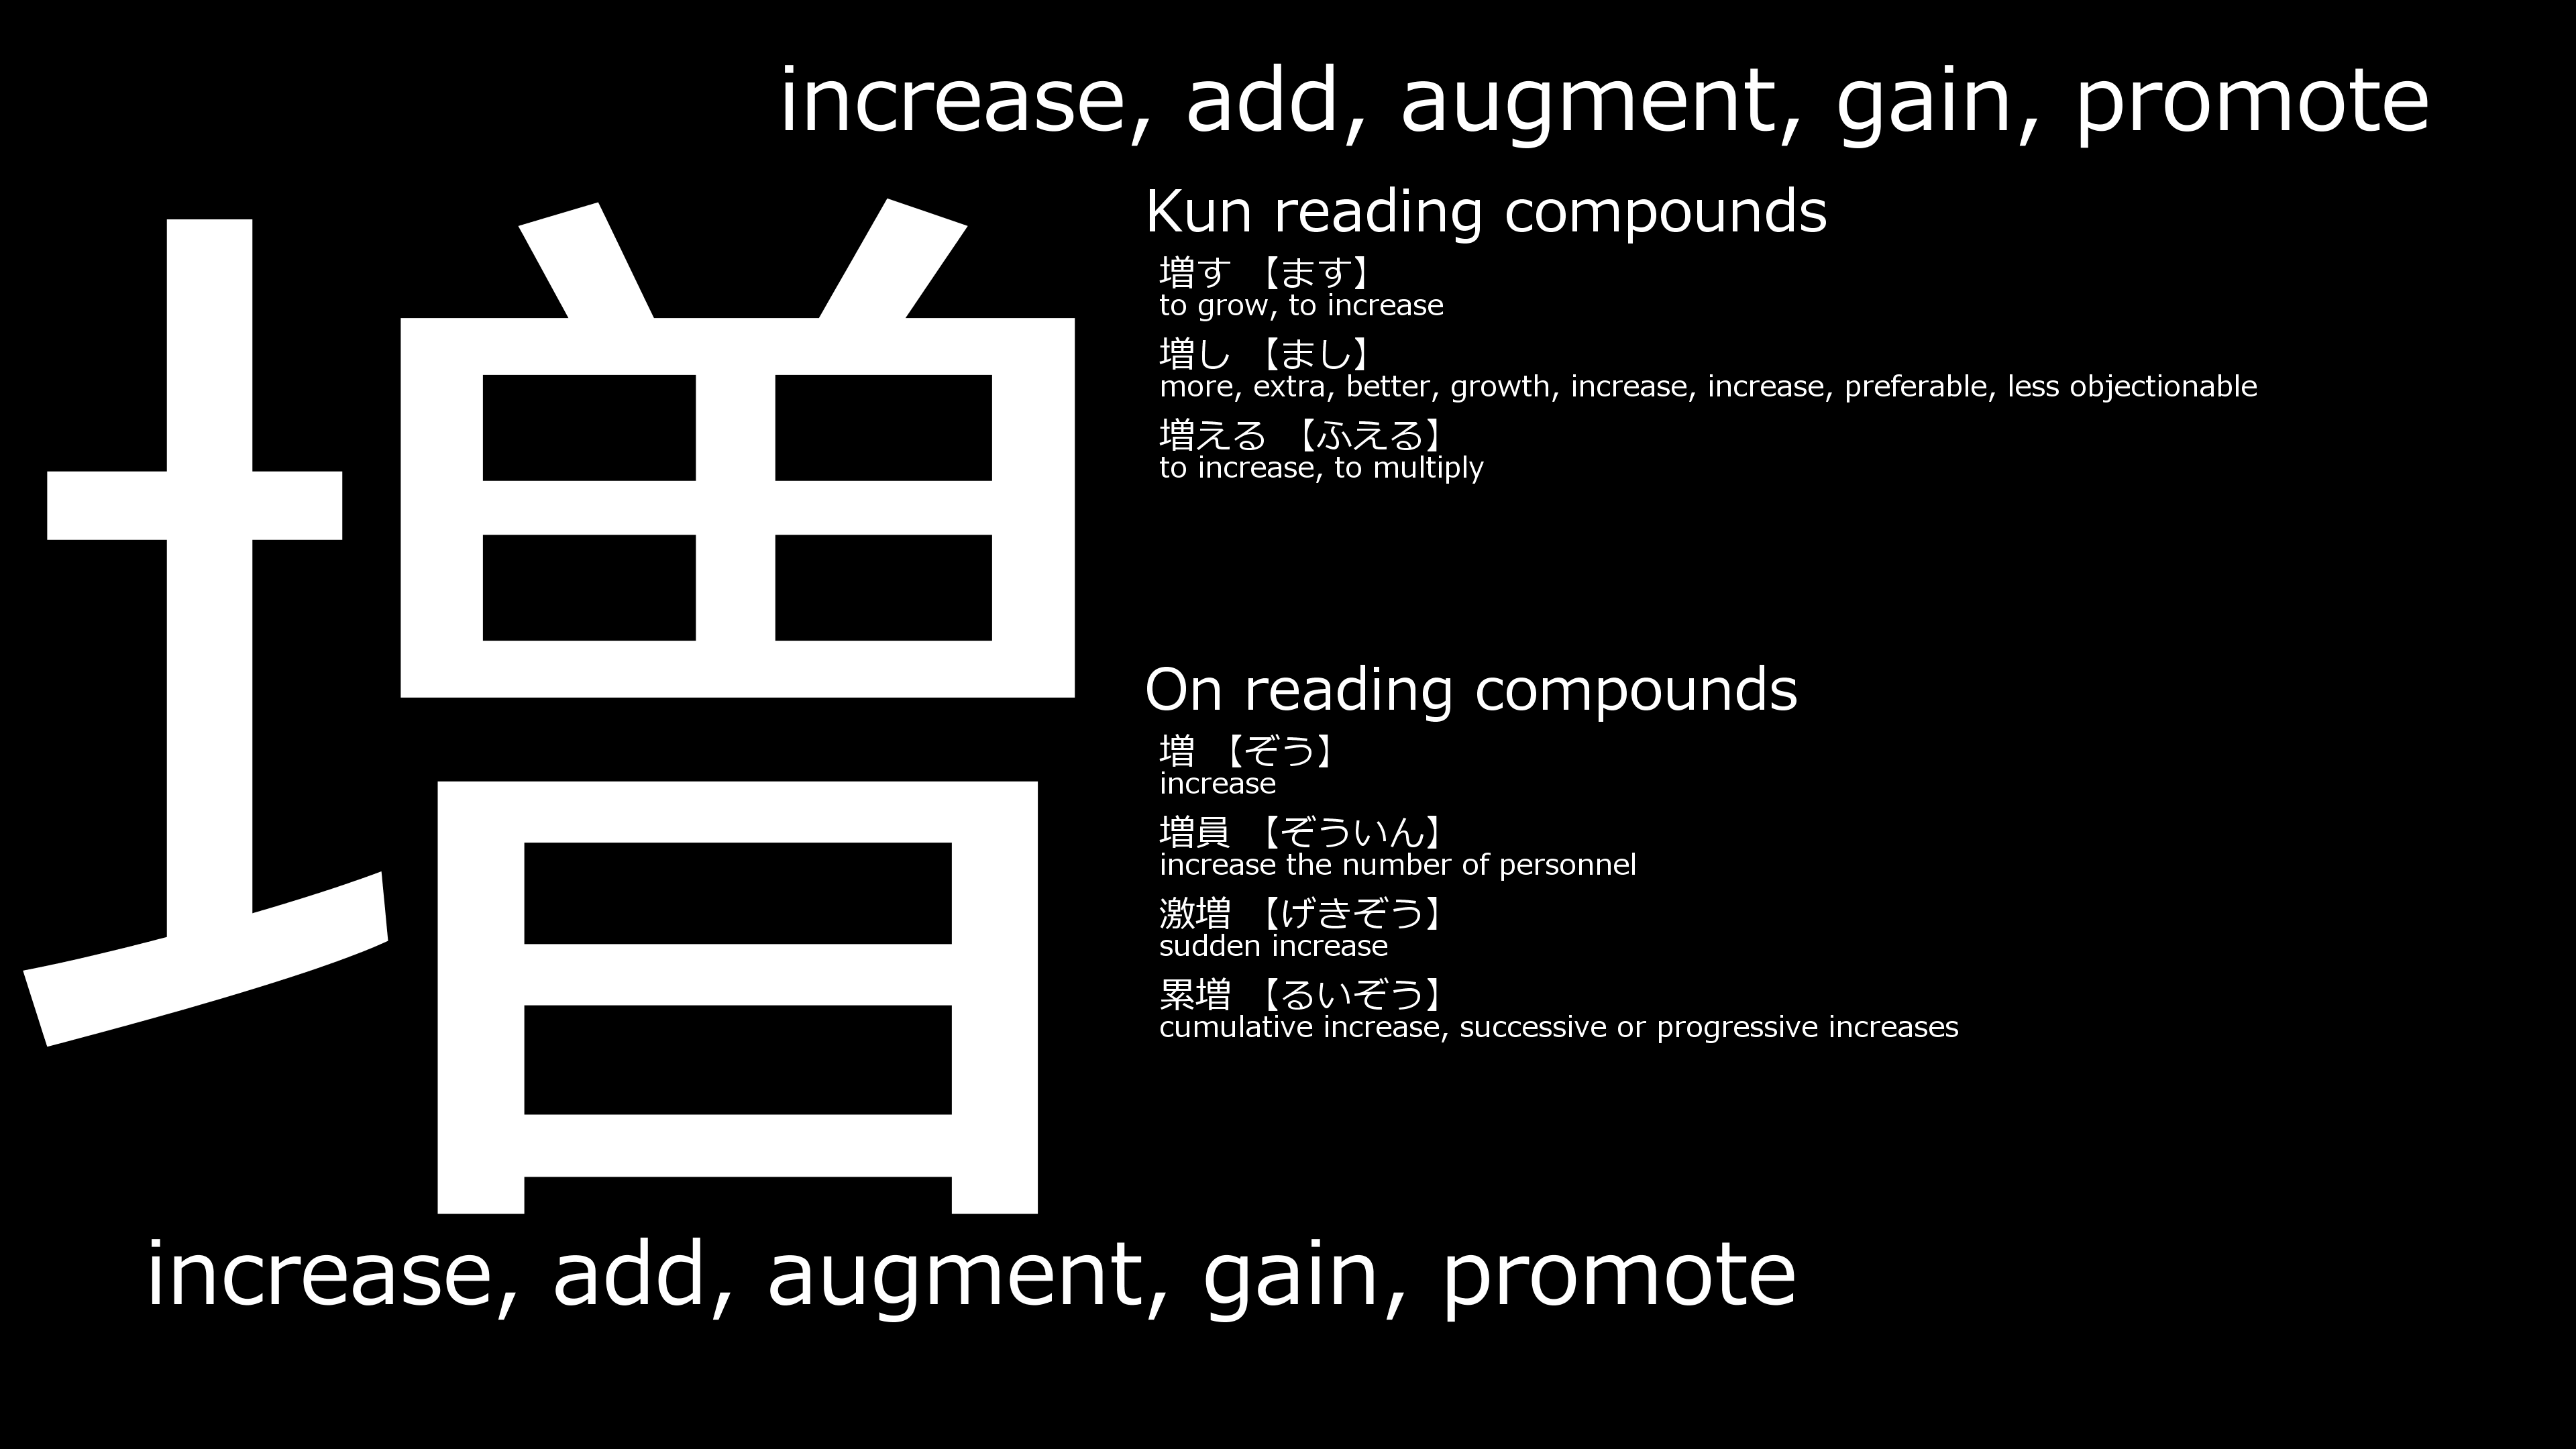 increase, add, augment, gain, promote
増
Kun reading compounds
増す 【ます】
to grow, to increase
増し 【まし】
more, extra, better, growth, increase, increase, preferable, less objectionable
増える 【ふえる】
to increase, to multiply
On reading compounds
増 【ぞう】
increase
増員 【ぞういん】
increase the number of personnel
激増 【げきぞう】
sudden increase
累増 【るいぞう】
cumulative increase, successive or progressive increases
increase, add, augment, gain, promote